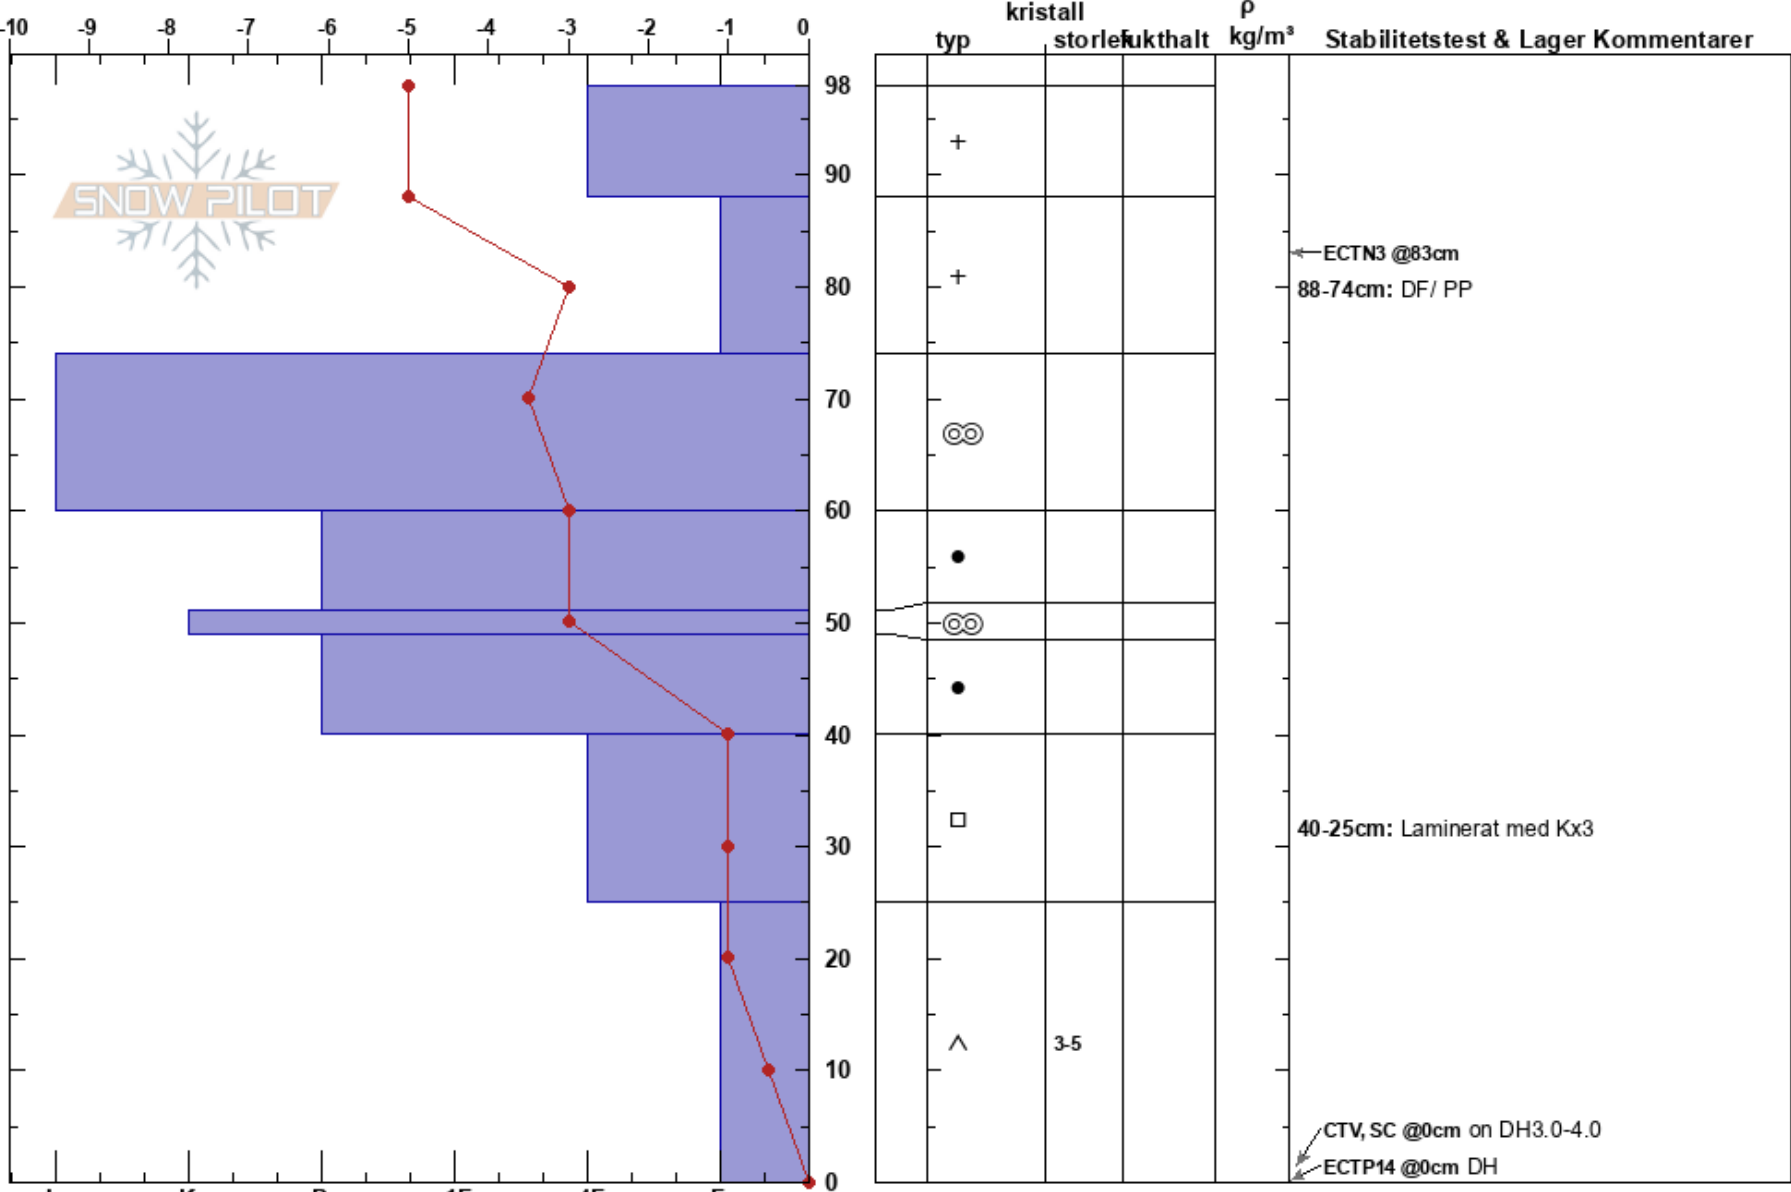 -10 -9 -8 -7 -6 -5 -4 -3 -2 -1 0
kristall
typ
storlek
fukthalt
ρ
kg/m³
Stabilitetstest & Lager Kommentarer
98
SNOW PILOT
90
ECTN3 @83cm
80
88-74cm: DF/ PP
70
60
50
40
40-25cm: Laminerat med Kx3
30
20
3-5
10
CTV, SC @0cm on DH3.0-4.0
ECTP14 @0cm DH
0